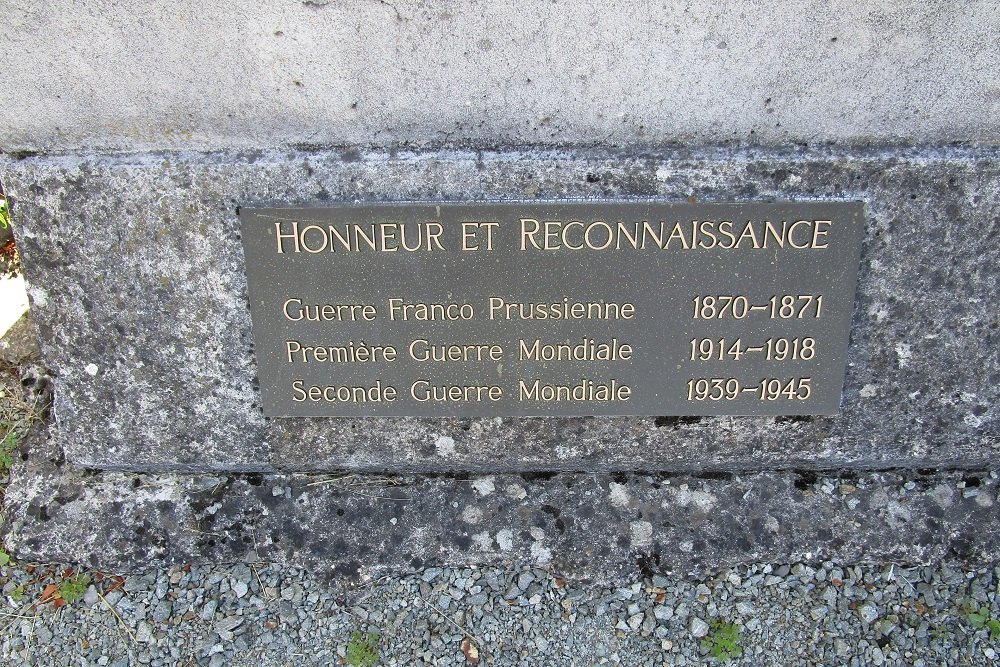 HONNEUR ET RECONNAISSANCE
Guerre Franco Prussienne 1870–1871
Première Guerre Mondiale 1914–1918
Seconde Guerre Mondiale 1939–1945